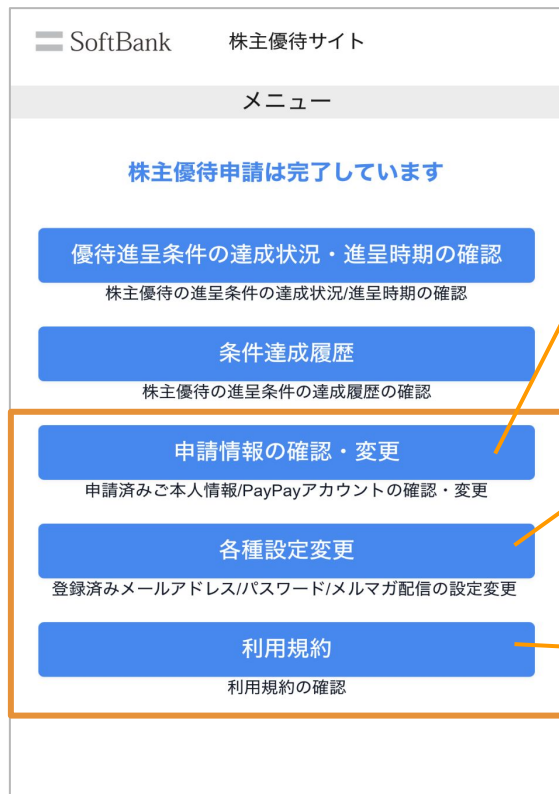 SoftBank 株主優待サイト
メニュー
株主優待申請は完了しています
優待進呈条件の達成状況・進呈時期の確認
株主優待の進呈条件の達成状況/進呈時期の確認
条件達成履歴
株主優待の進呈条件の達成履歴の確認
申請情報の確認・変更
申請済みご本人情報/PayPayアカウントの確認・変更
各種設定変更
登録済みメールアドレス/パスワード/メルマガ配信の設定変更
利用規約
利用規約の確認